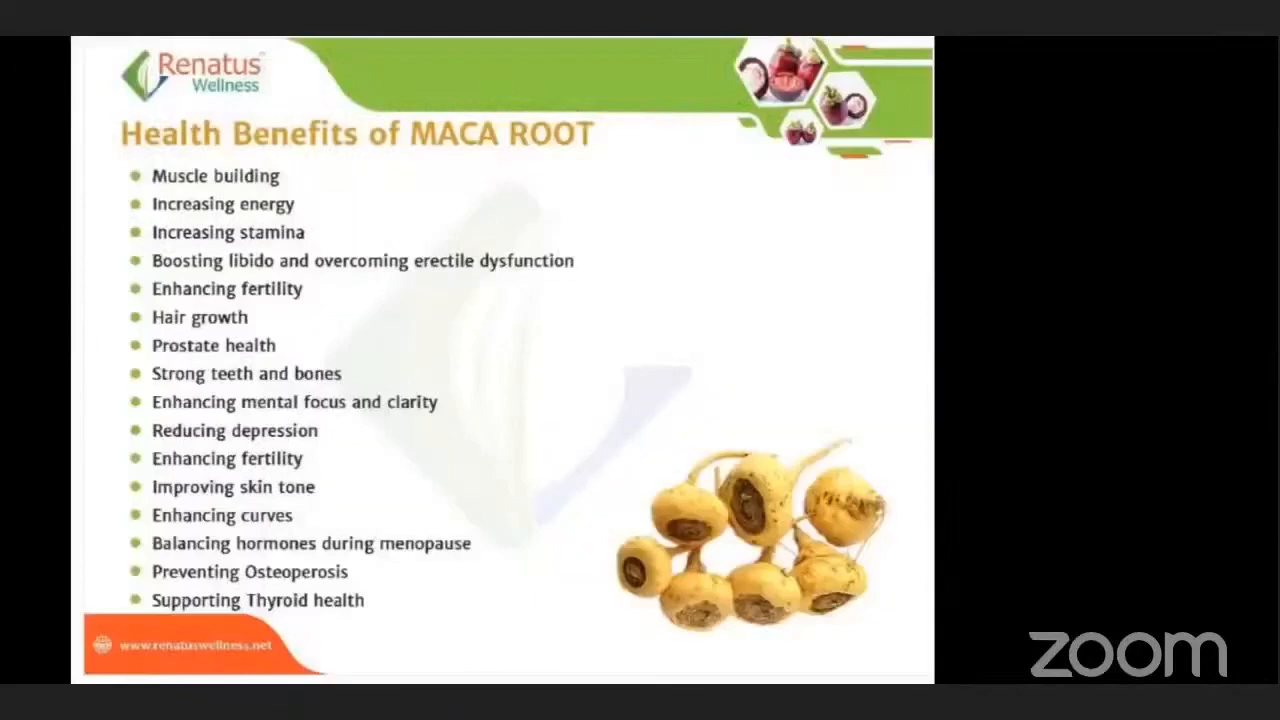 Renatus
Wellness
Health Benefits of MACA ROOT
Muscle building
Increasing energy
Increasing stamina
Boosting libido and overcoming erectile dysfunction
Enhancing fertility
Hair growth
Prostate health
Strong teeth and bones
Enhancing mental focus and clarity
Reducing depression
Enhancing fertility
Improving skin tone
Enhancing curves
Balancing hormones during menopause
Preventing Osteoperosis
Supporting Thyroid health
www.renatuswellness.net
zoom